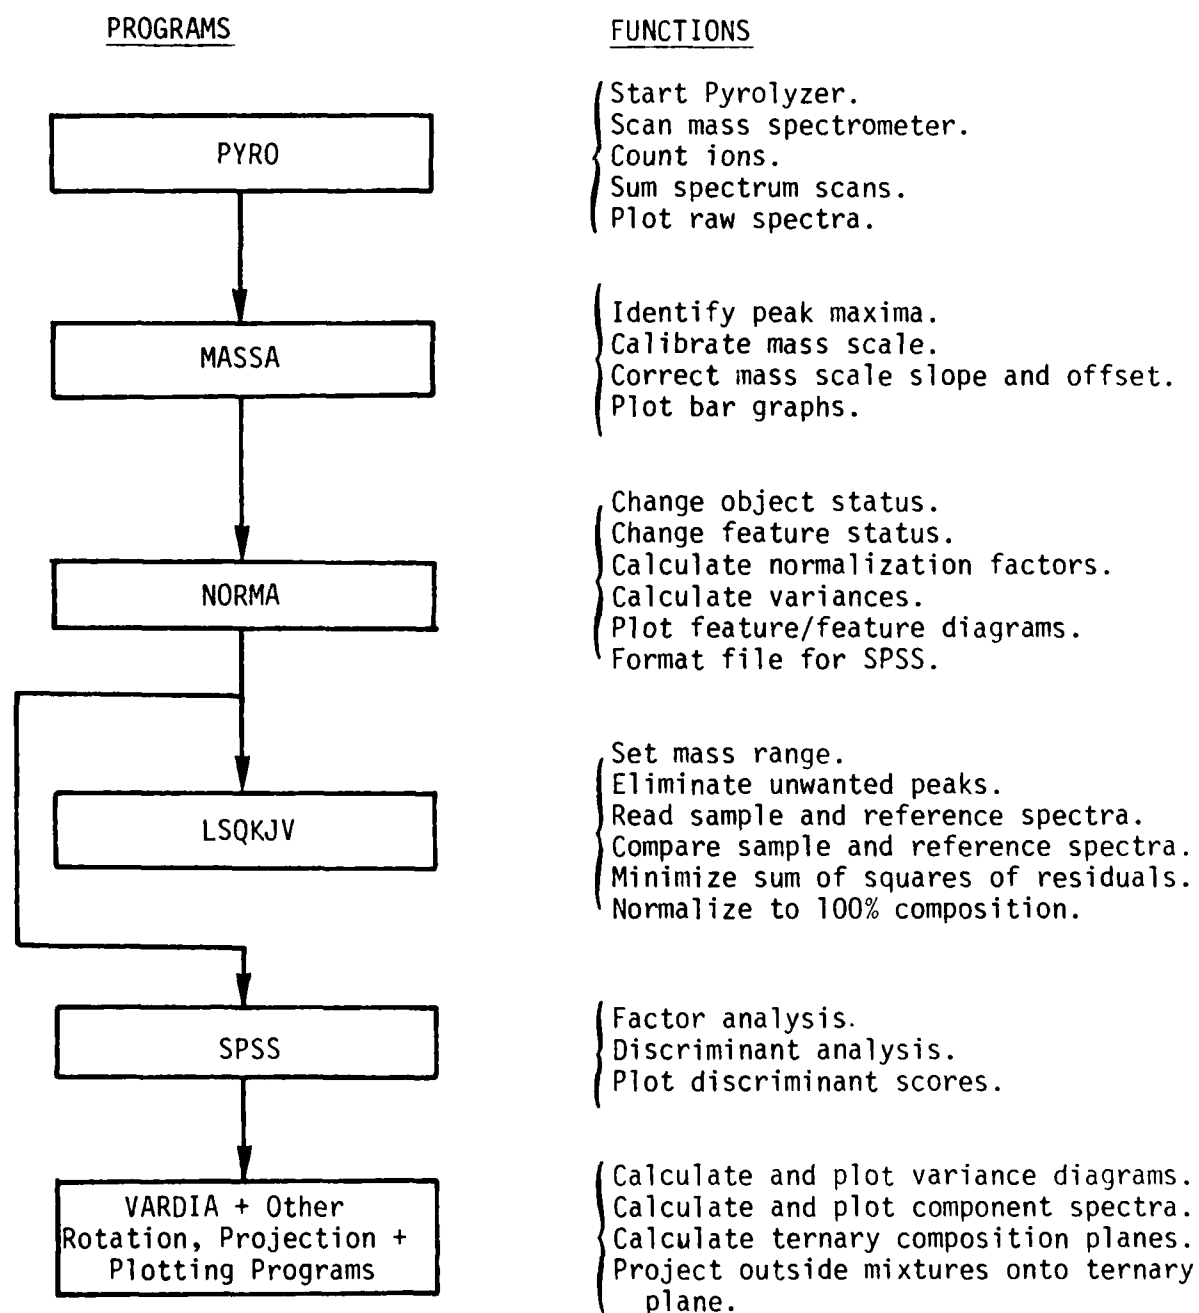 PROGRAMS
FUNCTIONS
PYRO
Start Pyrolyzer.
Scan mass spectrometer.
Count ions.
Sum spectrum scans.
Plot raw spectra.
MASSA
Identify peak maxima.
Calibrate mass scale.
Correct mass scale slope and offset.
Plot bar graphs.
NORMA
Change object status.
Change feature status.
Calculate normalization factors.
Calculate variances.
Plot feature/feature diagrams.
Format file for SPSS.
LSQKJV
Set mass range.
Eliminate unwanted peaks.
Read sample and reference spectra.
Compare sample and reference spectra.
Minimize sum of squares of residuals.
Normalize to 100% composition.
SPSS
Factor analysis.
Discriminant analysis.
Plot discriminant scores.
VARDIA + Other
Rotation, Projection +
Plotting Programs
Calculate and plot variance diagrams.
Calculate and plot component spectra.
Calculate ternary composition planes.
Project outside mixtures onto ternary
plane.